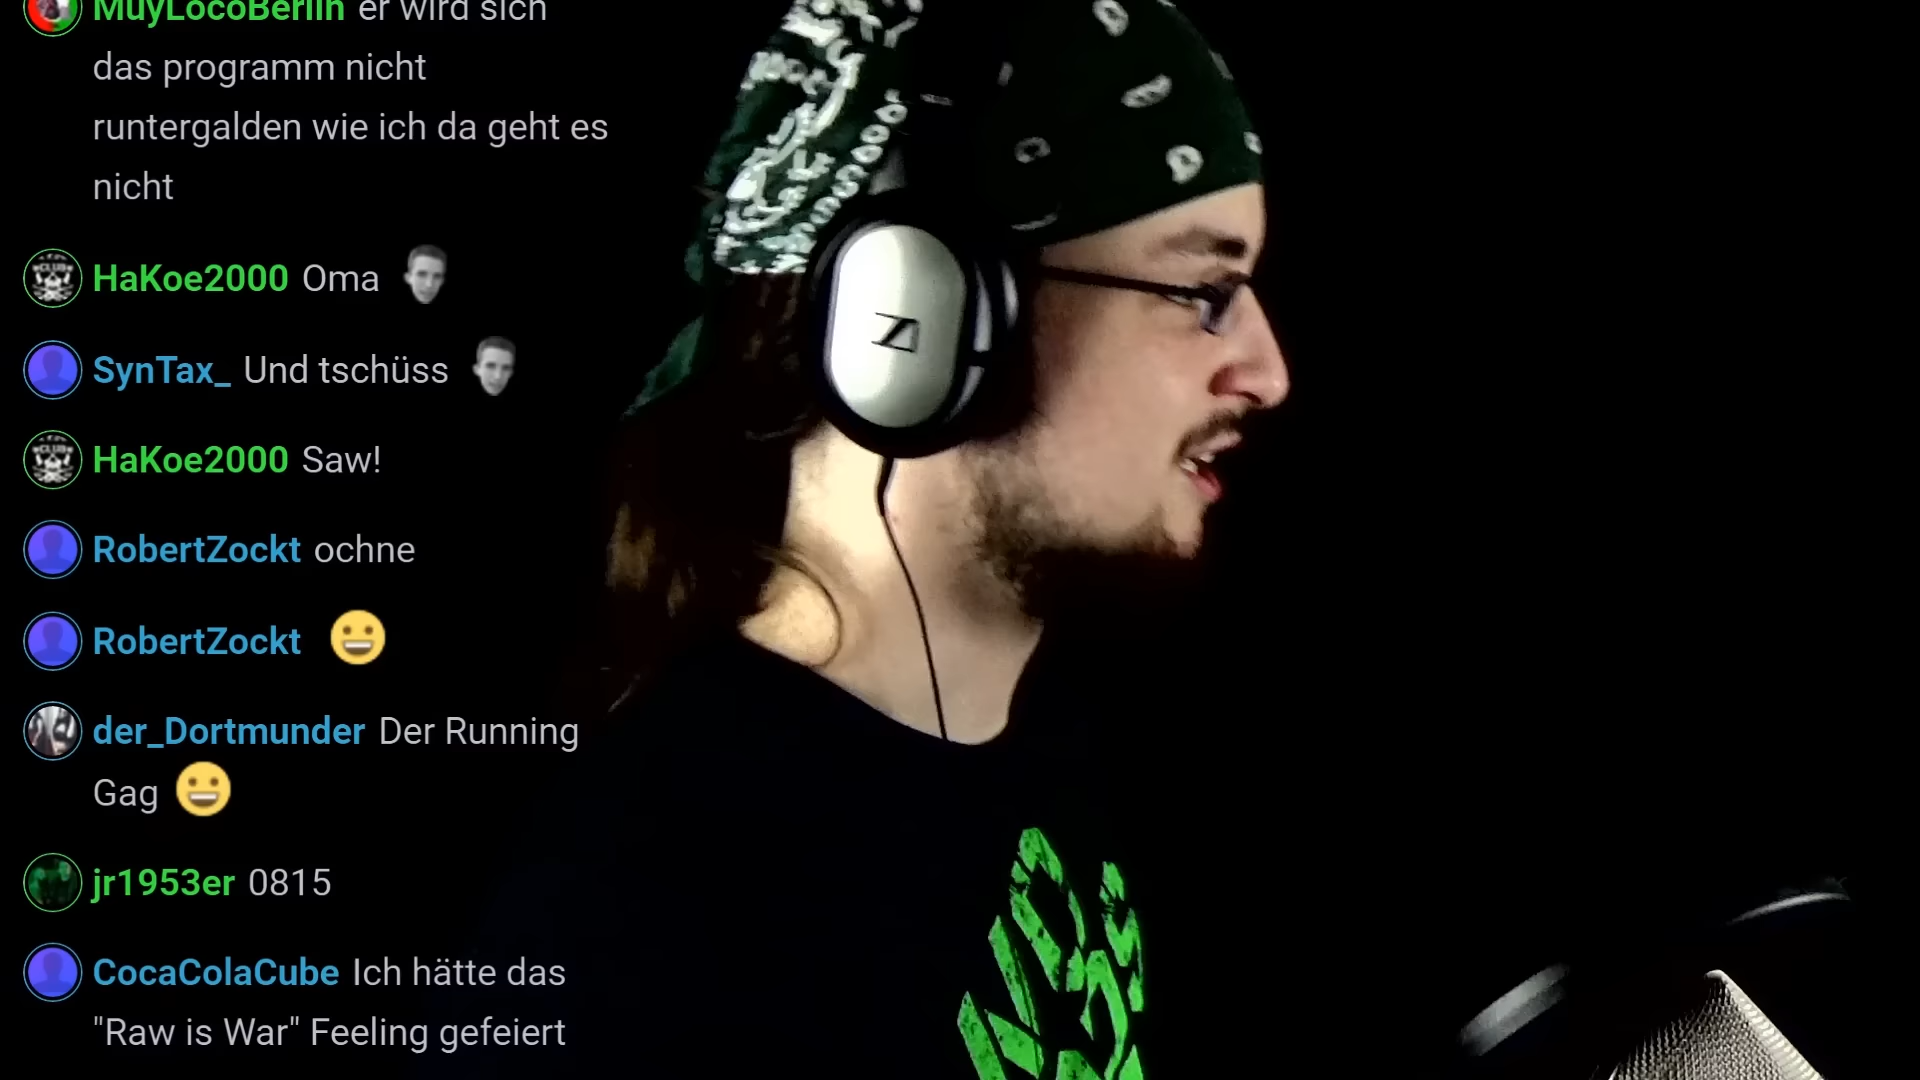 MuyLocoBerlin er wird sich
das programm nicht
runtergalden wie ich da geht es
nicht
HaKoe2000 Oma
SynTax_ Und tschüss
HaKoe2000 Saw!
RobertZockt ochne
RobertZockt
der_Dortmunder Der Running
Gag
jr1953er 0815
CocaColaCube Ich hätte das
"Raw is War" Feeling gefeiert